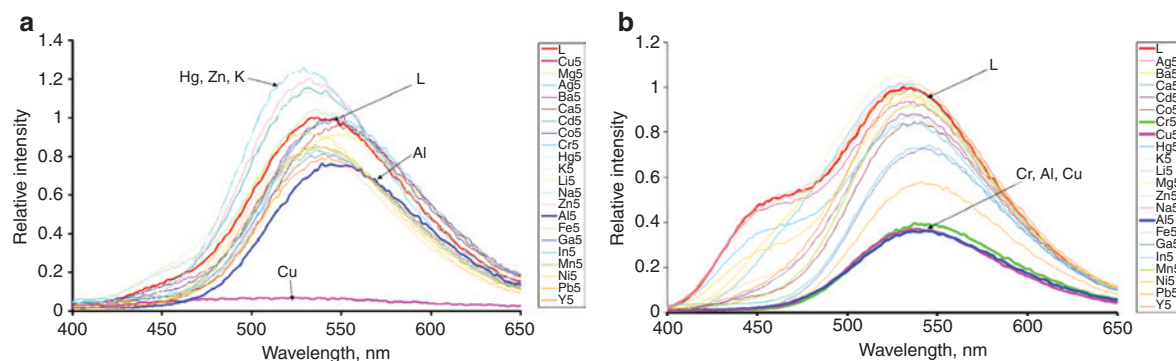 a
Relative intensity
1.4
1.2
1
0.8
0.6
0.4
0.2
0
400
450
500
550
600
650
Wavelength, nm
Hg, Zn, K
L
Al
Cu
L
Cu5
Mg5
Ag5
Ba5
Ca5
Cd5
Co5
Cr5
Hg5
K5
Li5
Na5
Zn5
Al5
Fe5
Ga5
In5
Mn5
Ni5
Pb5
Y5
b
Relative intensity
1.2
1
0.8
0.6
0.4
0.2
0
400
450
500
550
600
650
Wavelength, nm
L
Cr, Al, Cu
L
Ag5
Ba5
Ca5
Cd5
Co5
Cr5
Cu5
Hg5
K5
Li5
Mg5
Zn5
Na5
Al5
Fe5
Ga5
In5
Mn5
Ni5
Pb5
Y5